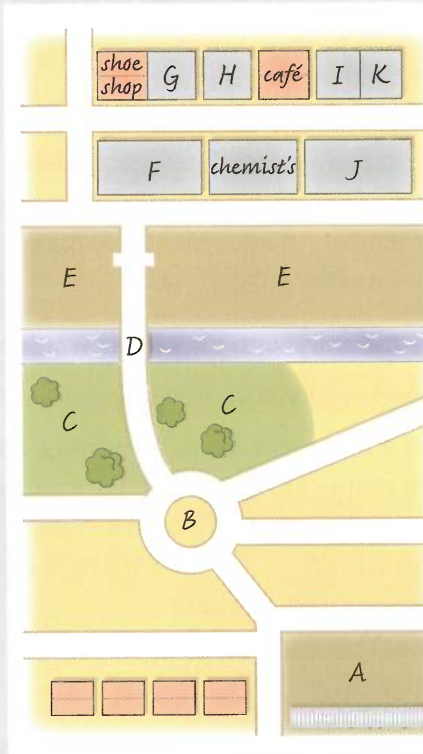 shoe
shop G H café I K
F chemist's J
E E
D
C C
B
A